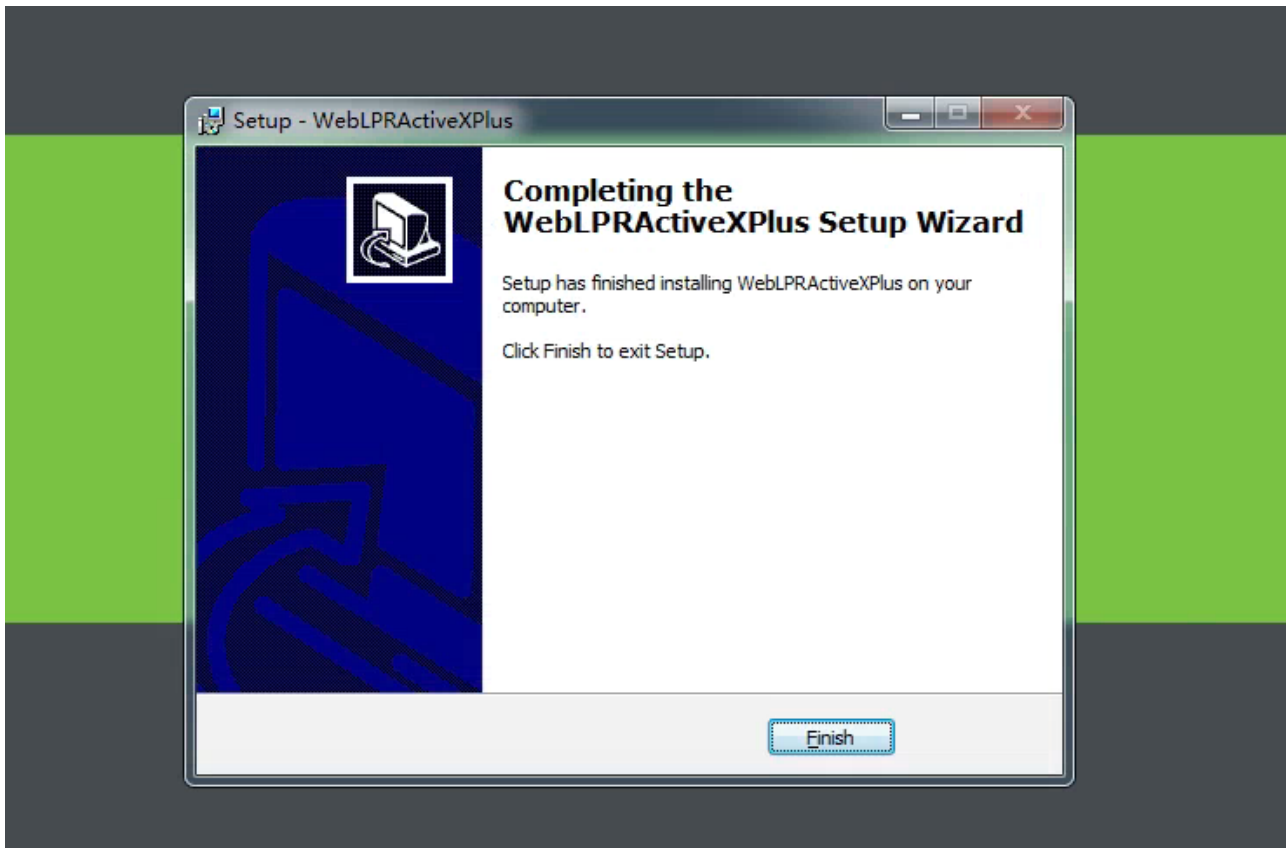 Setup - WebLPRActiveXPlus
Completing the
WebLPRActiveXPlus Setup Wizard
Setup has finished installing WebLPRActiveXPlus on your
computer.
Click Finish to exit Setup.
Finish